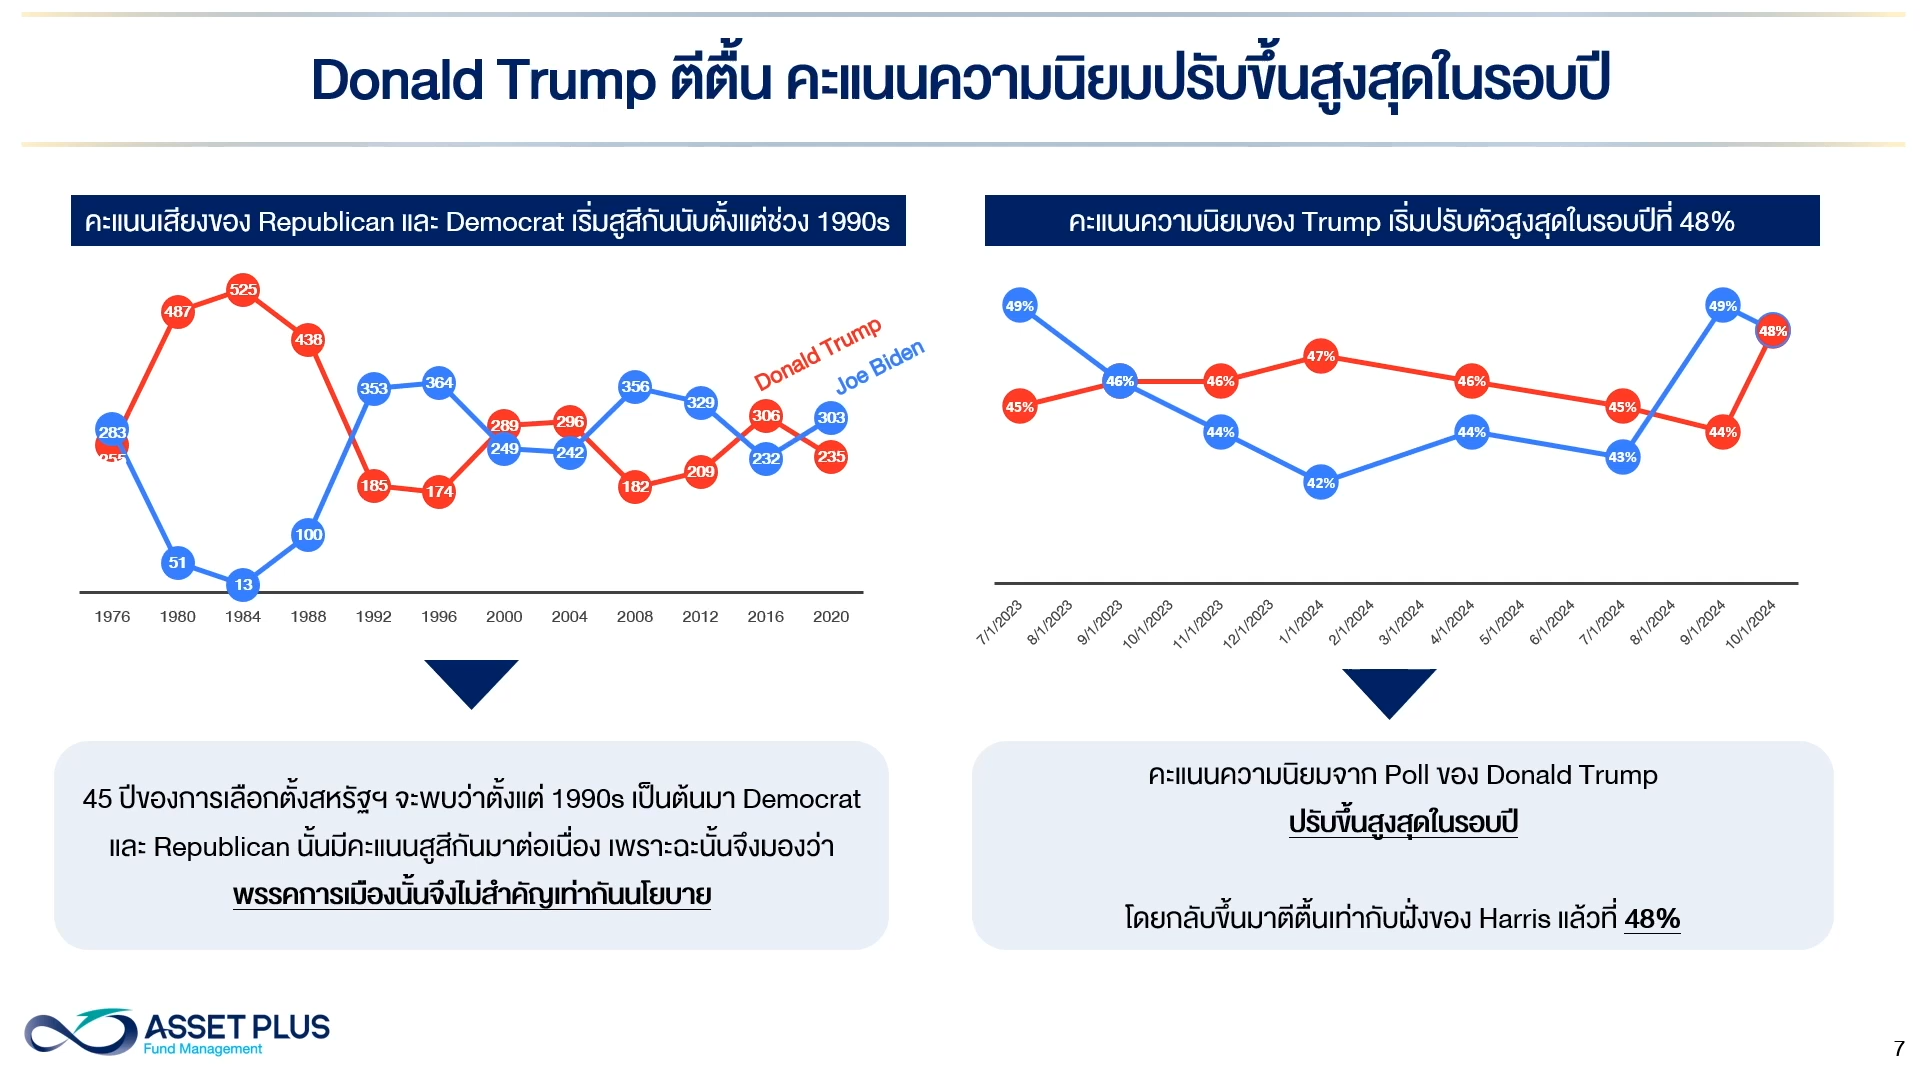 Donald Trump ตีตื้น คะแนนความนิยมปรับขึ้นสูงสุดในรอบปี
คะแนนเสียงของ Republican และ Democrat เริ่มสูสีกันนับตั้งแต่ช่วง 1990s
525
487
438
353
364
283
255
185
174
289
296
249
242
356
329
182
209
306
232
303
235
51
13
100
Donald Trump
Joe Biden
1976 1980 1984 1988 1992 1996 2000 2004 2008 2012 2016 2020
45 ปีของการเลือกตั้งสหรัฐฯ จะพบว่าตั้งแต่ 1990s เป็นต้นมา Democrat
และ Republican นั้นมีคะแนนสูสีกันมาต่อเนื่อง เพราะฉะนั้นจึงมองว่า
พรรคการเมืองนั้นจึงไม่สำคัญเท่ากันนโยบาย
คะแนนความนิยมของ Trump เริ่มปรับตัวสูงสุดในรอบปีที่ 48%
49%
45%
46%
46%
44%
47%
42%
46%
44%
45%
43%
49%
44%
48%
7/1/2023 8/1/2023 9/1/2023 10/1/2023 11/1/2023 12/1/2023 1/1/2024 2/1/2024 3/1/2024 4/1/2024 5/1/2024 6/1/2024 7/1/2024 8/1/2024 9/1/2024 10/1/2024
คะแนนความนิยมจาก Poll ของ Donald Trump
ปรับขึ้นสูงสุดในรอบปี
โดยกลับขึ้นมาตีตื้นเท่ากับฝั่งของ Harris แล้วที่ 48%
ASSET PLUS
Fund Management
7